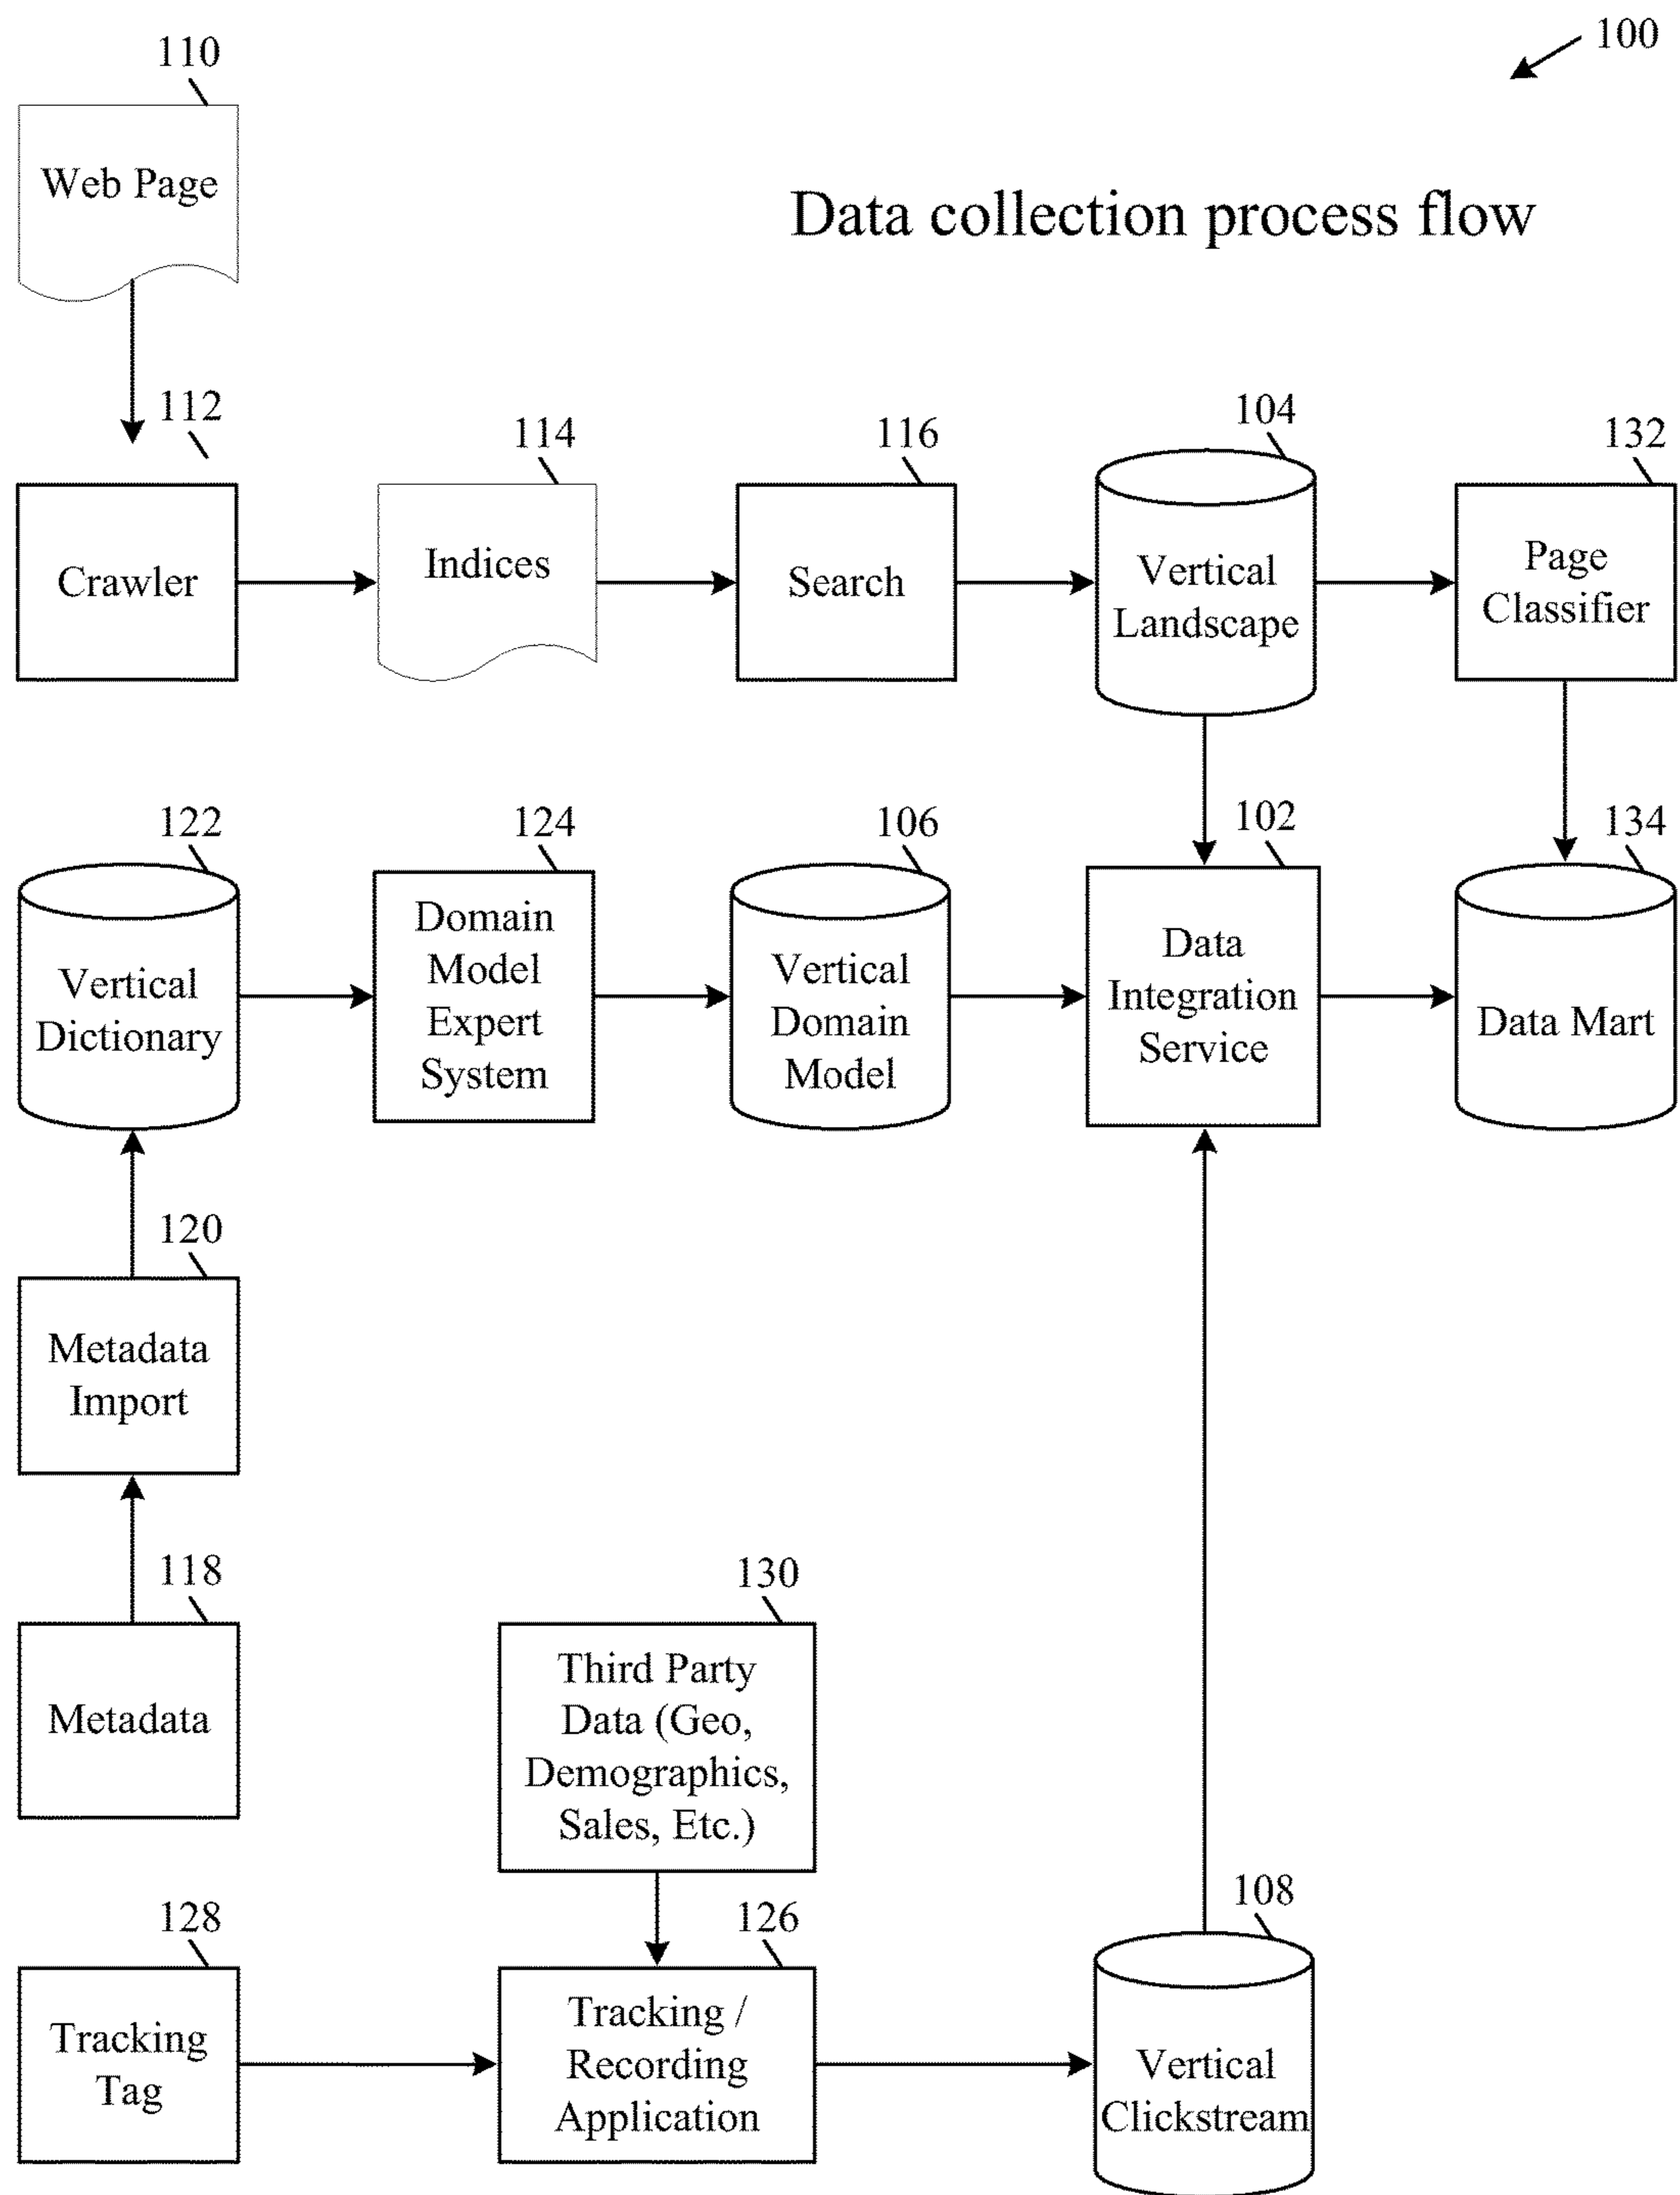 100
110
Web Page
Data collection process flow
112
Crawler
114
Indices
116
Search
104
Vertical
Landscape
132
Page
Classifier
122
Vertical
Dictionary
124
Domain
Model
Expert
System
106
Vertical
Domain
Model
102
Data
Integration
Service
134
Data Mart
120
Metadata
Import
118
Metadata
130
Third Party
Data (Geo,
Demographics,
Sales, Etc.)
128
Tracking
Tag
126
Tracking /
Recording
Application
108
Vertical
Clickstream